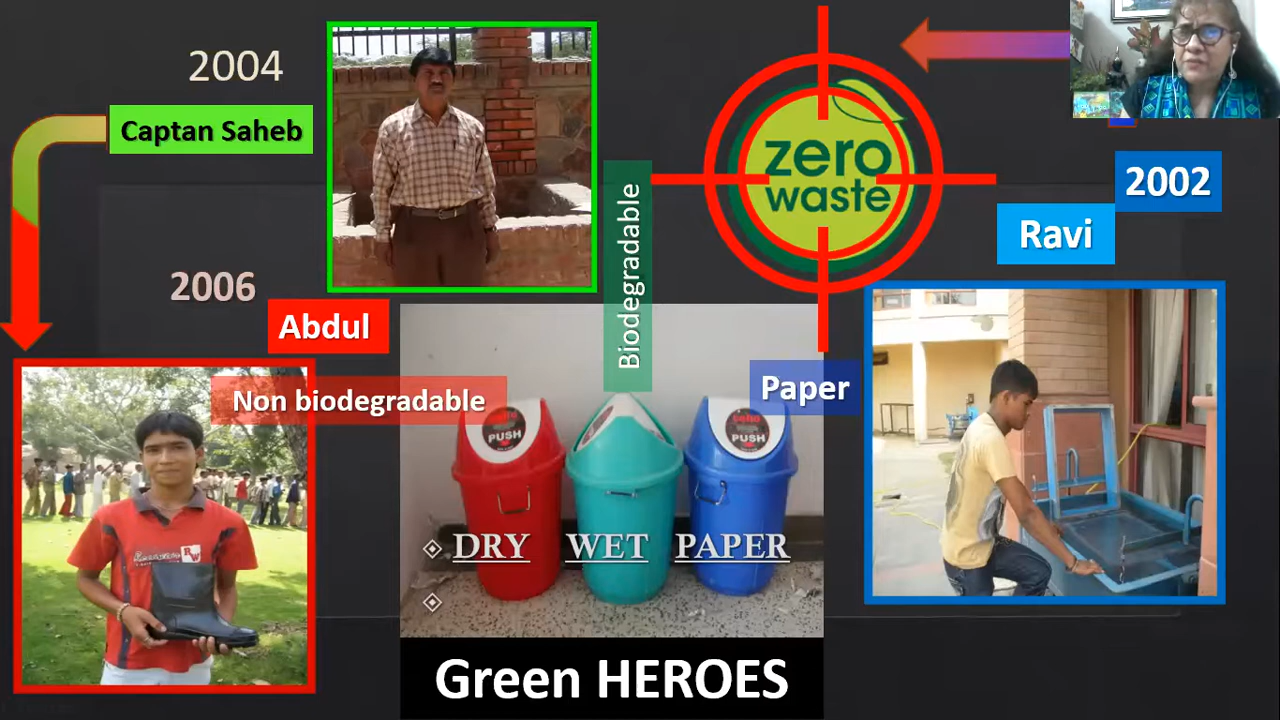 2004
Captan Saheb
zero
waste
2002
Ravi
Biodegradable
2006
Abdul
Non biodegradable
Paper
PUSH
PUSH
DRY WET PAPER
Green HEROES